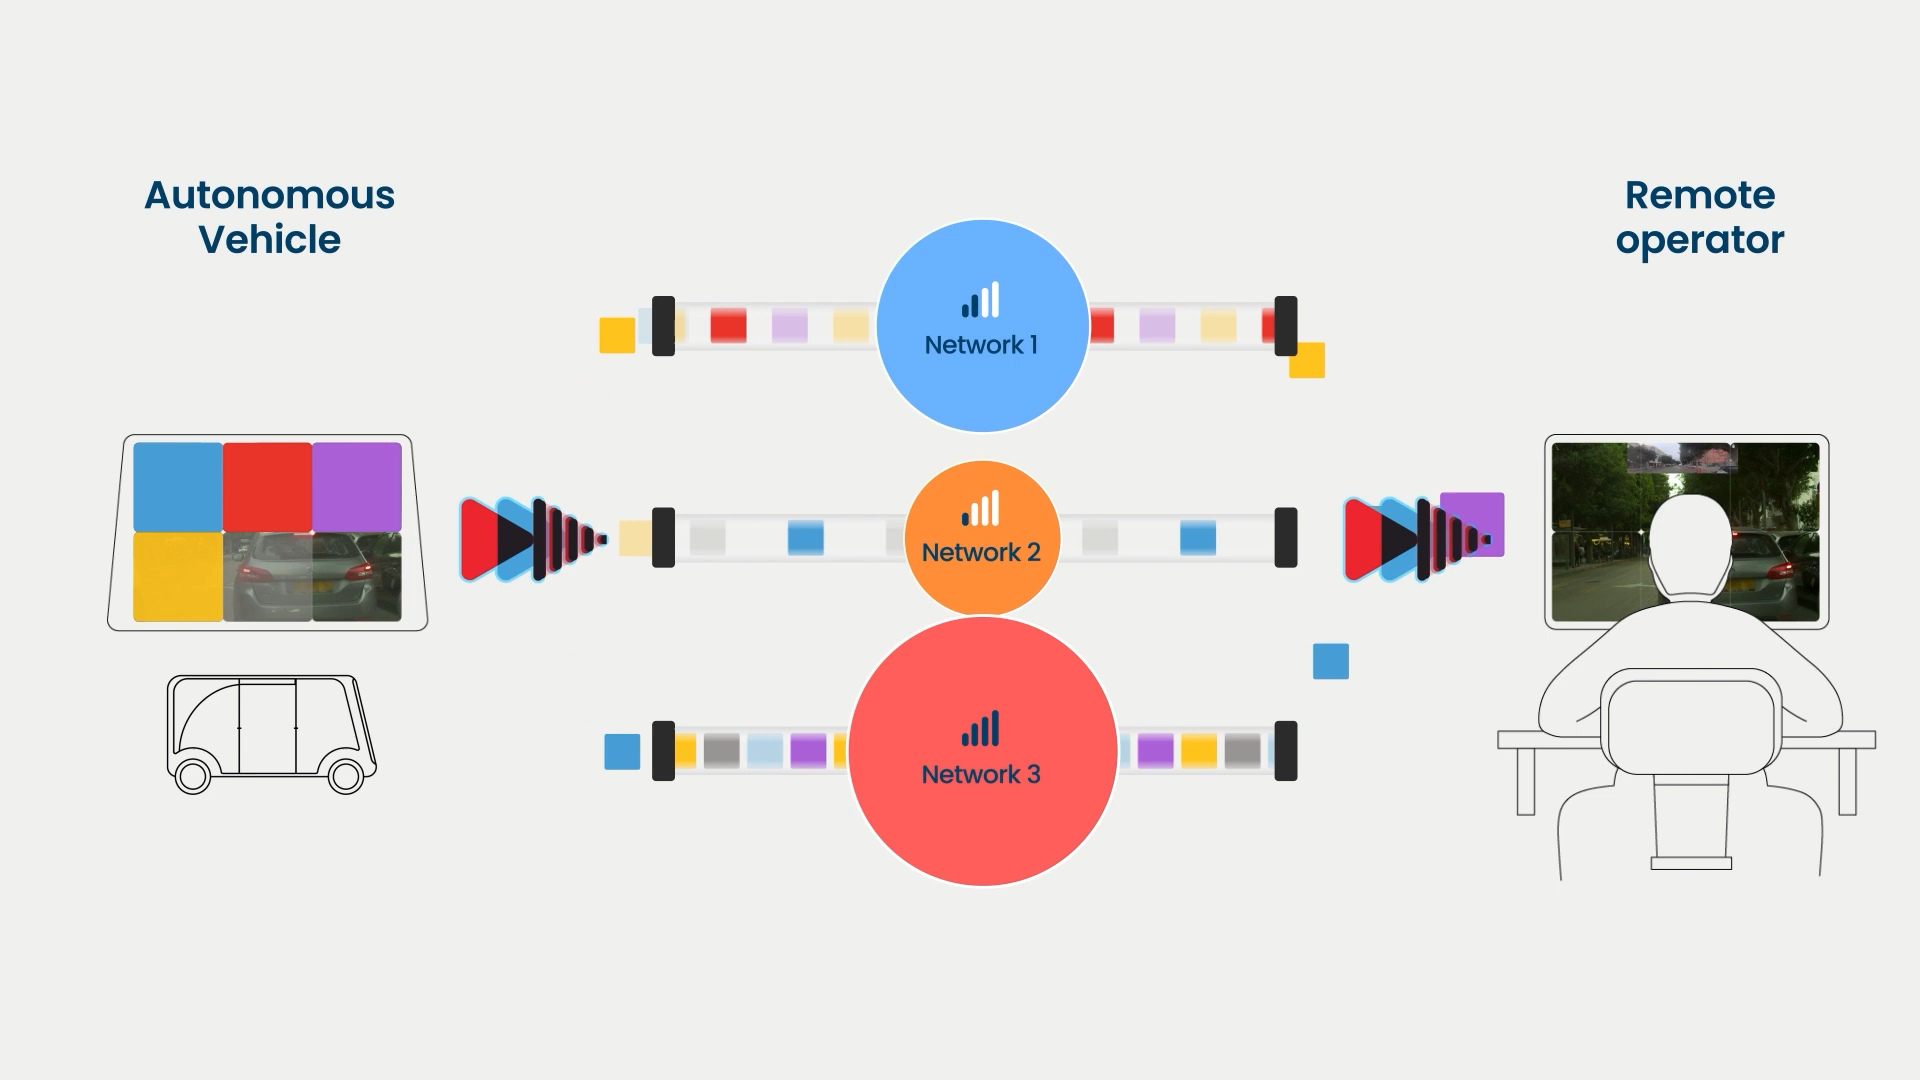 Autonomous
Vehicle
Remote
operator
Network 1
Network 2
Network 3